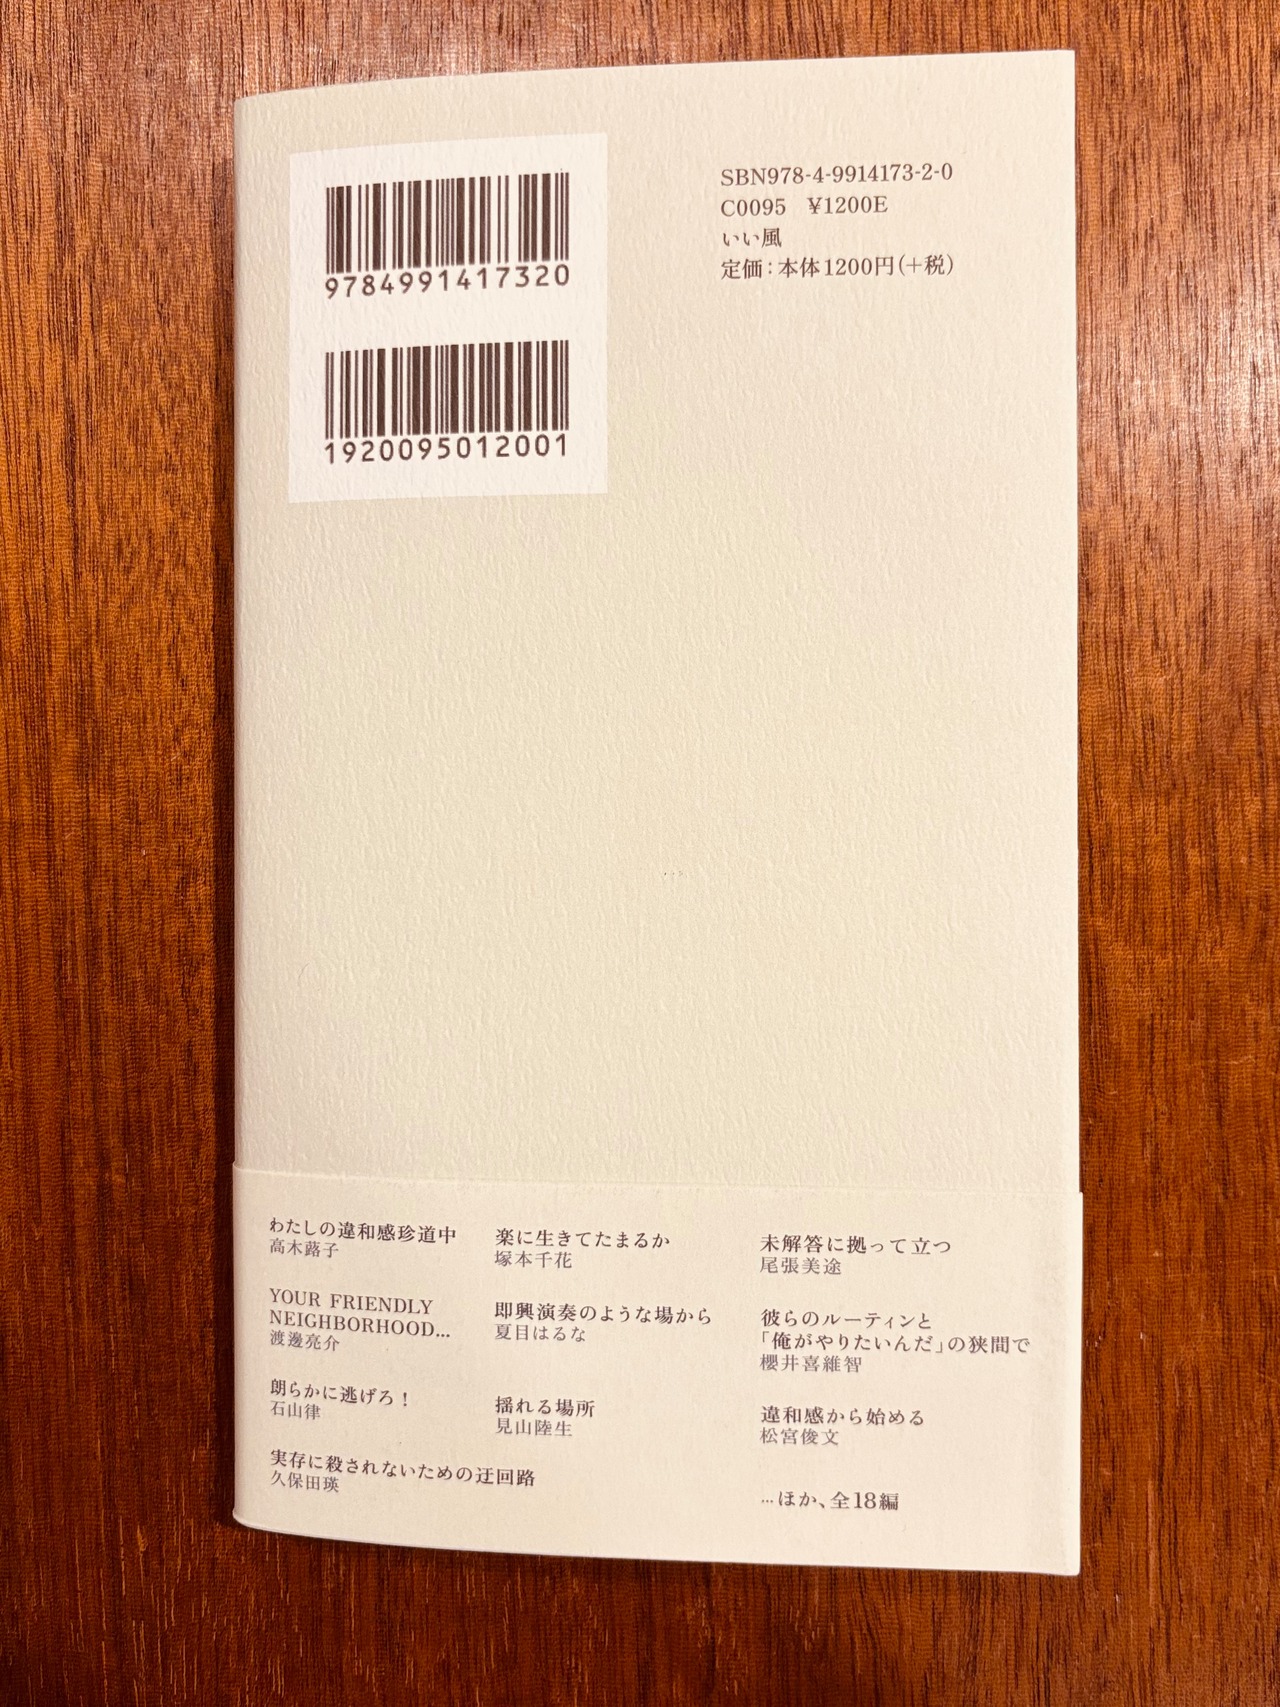 9784991417320
1920095012001
SBN978-4-9914173-2-0
C0095 ¥1200E
いい風
定価：本体1200円（＋税）
わたしの違和感珍道中
高木蕗子
YOUR FRIENDLY
NEIGHBORHOOD...
渡邊亮介
朗らかに逃げろ！
石山律
実存に殺されないための迂回路
久保田瑛
楽に生きてたまるか
塚本千花
即興演奏のような場から
夏目はるな
揺れる場所
見山陸生
未解答に拠って立つ
尾張美途
彼らのルーティンと
「俺がやりたいんだ」の狭間で
櫻井喜維智
違和感から始める
松宮俊文
…ほか、全18編